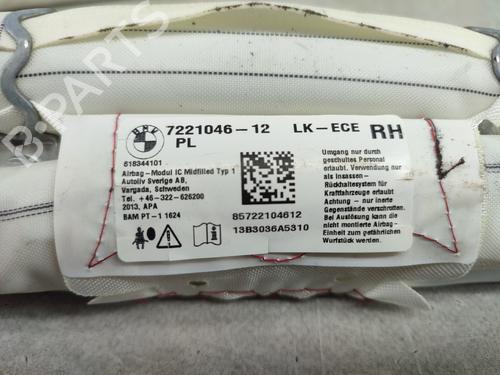 B-PARTS
BMW
7221046-12 LK-ECE RH
PL
618344101
Airbag-Modul IC Midfilled Typ 1
Autoliv Sverige AB,
Vargada, Schweden
Tel. +46-322-626200
2013, APA
BAM PT-1 1624
85722104612
13B3036A5310
Umgang nur durch
geschultes Personal
erlaubt. Verwendung
nur als Insassen-
Rückhaltesystem für
Kraftfahrzeuge erlaubt
Achtung - nur inerte
Gegenstände verschrotten.
Bei Auslösung kann die
nicht montierte Airbag-
Einheit zum gefährlichen
Wurfstück werden.